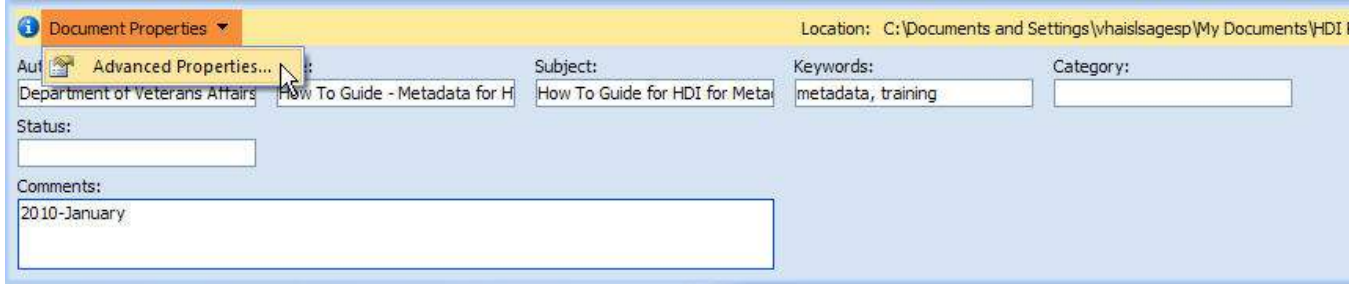 Document Properties Location: C:\Documents and Settings\vhaislsagesp\My Documents\HDI
Advanced Properties...
Aut Subject: Keywords: Category:
Department of Veterans Affairs How To Guide - Metadata for H How To Guide for HDI for Meta metadata, training
Status:
Comments:
2010-January